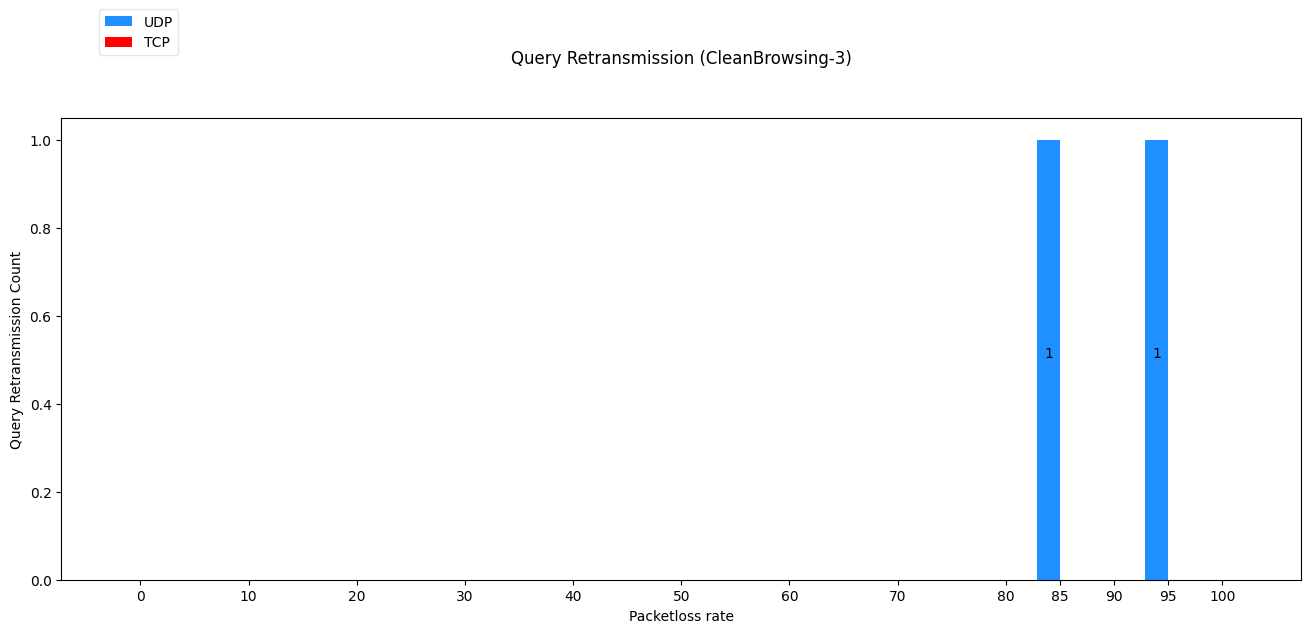 UDP
TCP
Query Retransmission (CleanBrowsing-3)
1.0
0.8
0.6
0.4
0.2
0.0
Query Retransmission Count
1
1
0 10 20 30 40 50 60 70 80 85 90 95 100
Packetloss rate